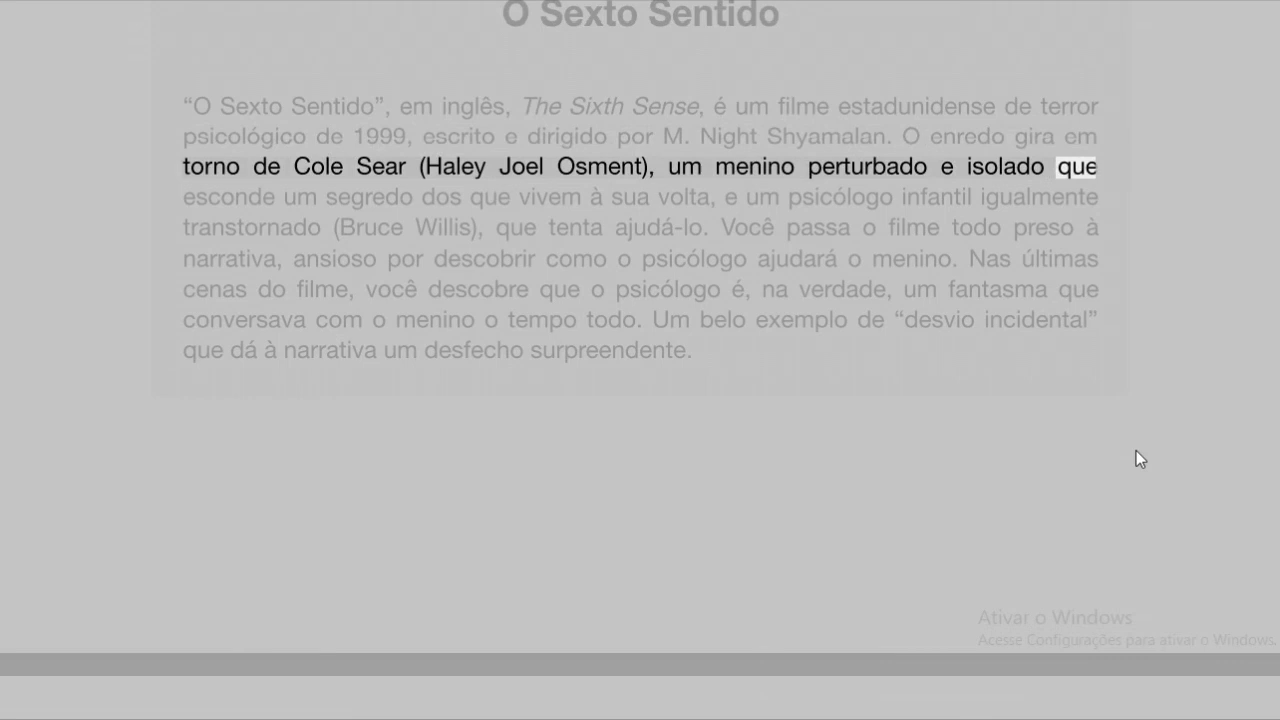 O Sexto Sentido
“O Sexto Sentido”, em inglês, The Sixth Sense, é um filme estadunidense de terror
psicológico de 1999, escrito e dirigido por M. Night Shyamalan. O enredo gira em
torno de Cole Sear (Haley Joel Osment), um menino perturbado e isolado que
esconde um segredo dos que vivem à sua volta, e um psicólogo infantil igualmente
transtornado (Bruce Willis), que tenta ajudá-lo. Você passa o filme todo preso à
narrativa, ansioso por descobrir como o psicólogo ajudará o menino. Nas últimas
cenas do filme, você descobre que o psicólogo é, na verdade, um fantasma que
conversava com o menino o tempo todo. Um belo exemplo de “desvio incidental”
que dá à narrativa um desfecho surpreendente.
Ativar o Windows
Acesse Configurações para ativar o Windows.